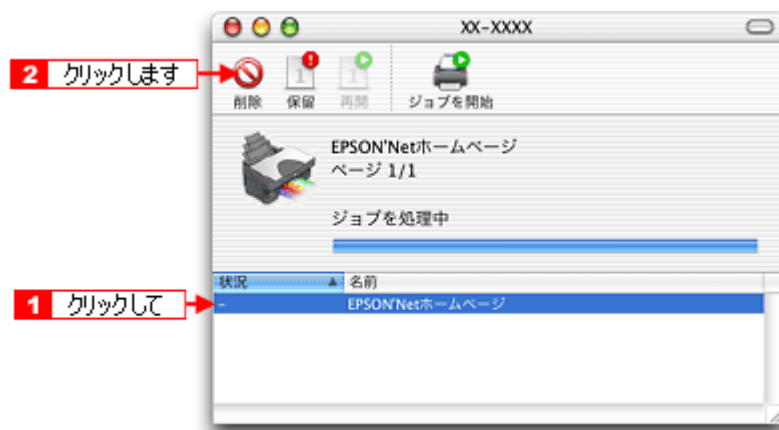 XX-XXXX
2 クリックします
削除 保留 再開 ジョブを開始
EPSON'Netホームページ
ページ 1/1
ジョブを処理中
状況 名前
1 クリックして
- EPSON'Netホームページ